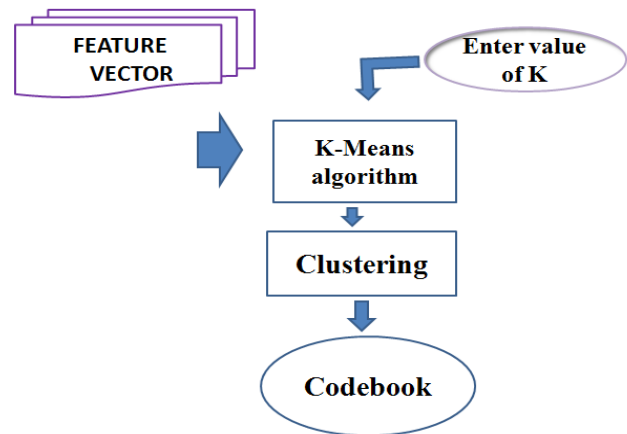 FEATURE
VECTOR
Enter value
of K
K-Means
algorithm
Clustering
Codebook